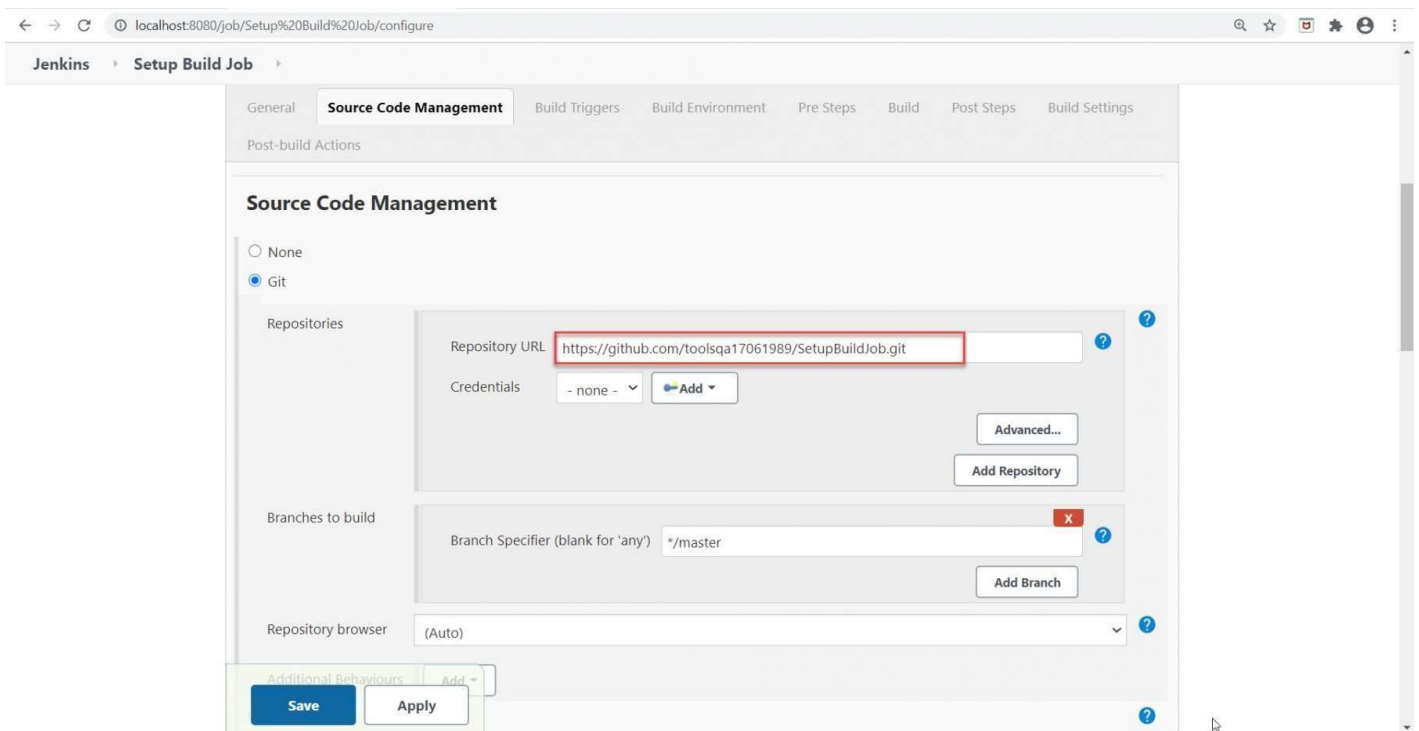 localhost:8080/job/Setup%20Build%20Job/configure
Jenkins Setup Build Job
General Source Code Management Build Triggers Build Environment Pre Steps Build Post Steps Build Settings
Post-build Actions
Source Code Management
None
Git
Repositories
Repository URL https://github.com/toolsqa17061989/SetupBuildJob.git
Credentials - none - Add
Advanced...
Add Repository
Branches to build
X
Branch Specifier (blank for 'any') */master
Add Branch
Repository browser (Auto)
Additional Behaviours Add
Save Apply